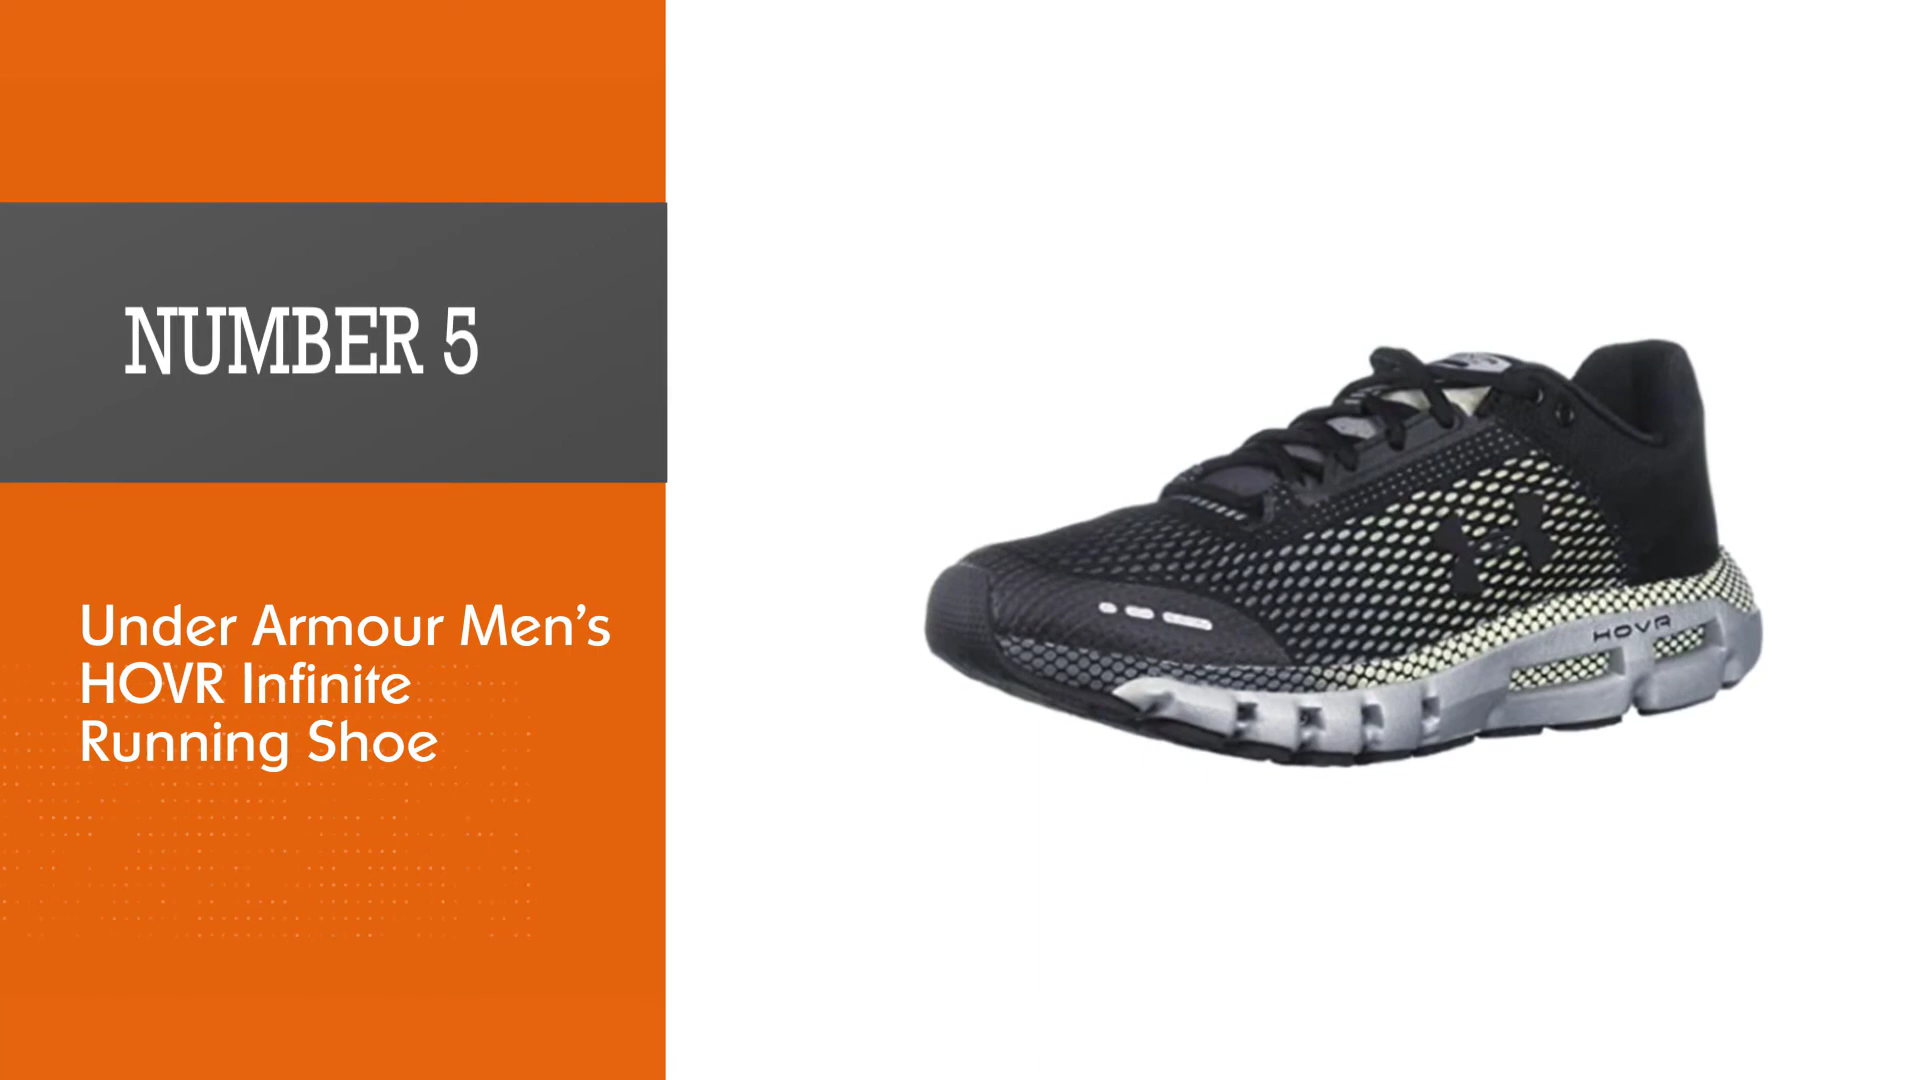 NUMBER 5
Under Armour Men’s
HOVR Infinite
Running Shoe
HOVR